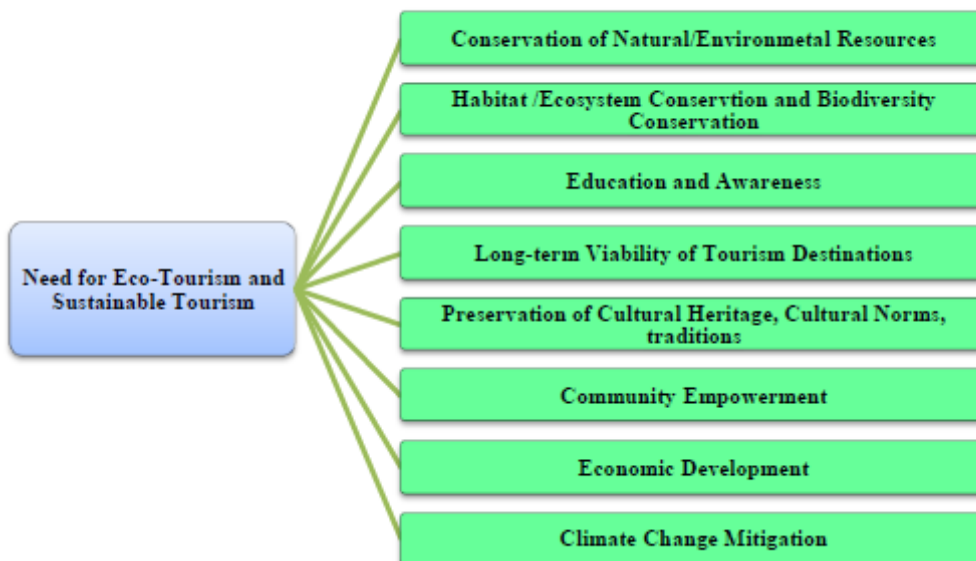 Conservation of Natural/Environmetal Resources
Habitat /Ecosystem Conservtion and Biodiversity
Conservation
Education and Awareness
Need for Eco-Tourism and
Sustainable Tourism
Long-term Viability of Tourism Destinations
Preservation of Cultural Heritage, Cultural Norms,
traditions
Community Empowerment
Economic Development
Climate Change Mitigation